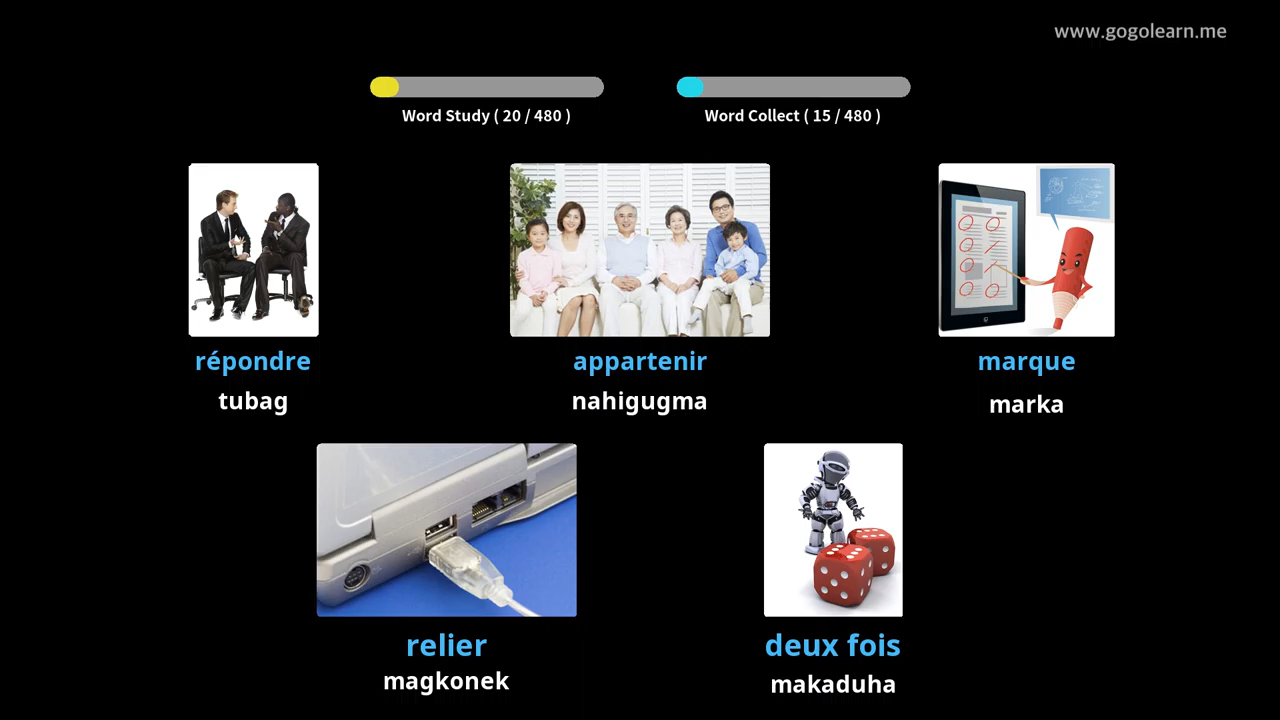 www.gogolearn.me
Word Study ( 20 / 480 )
Word Collect ( 15 / 480 )
répondre
tubag
appartenir
nahigugma
marque
marka
relier
magkonek
deux fois
makaduha